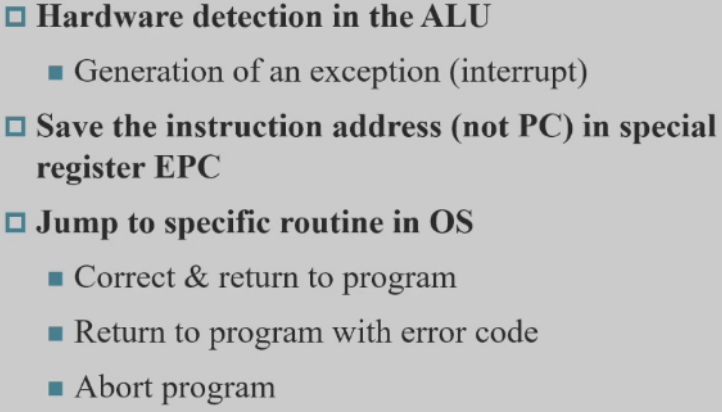 Hardware detection in the ALU
Generation of an exception (interrupt)
Save the instruction address (not PC) in special
register EPC
Jump to specific routine in OS
Correct & return to program
Return to program with error code
Abort program